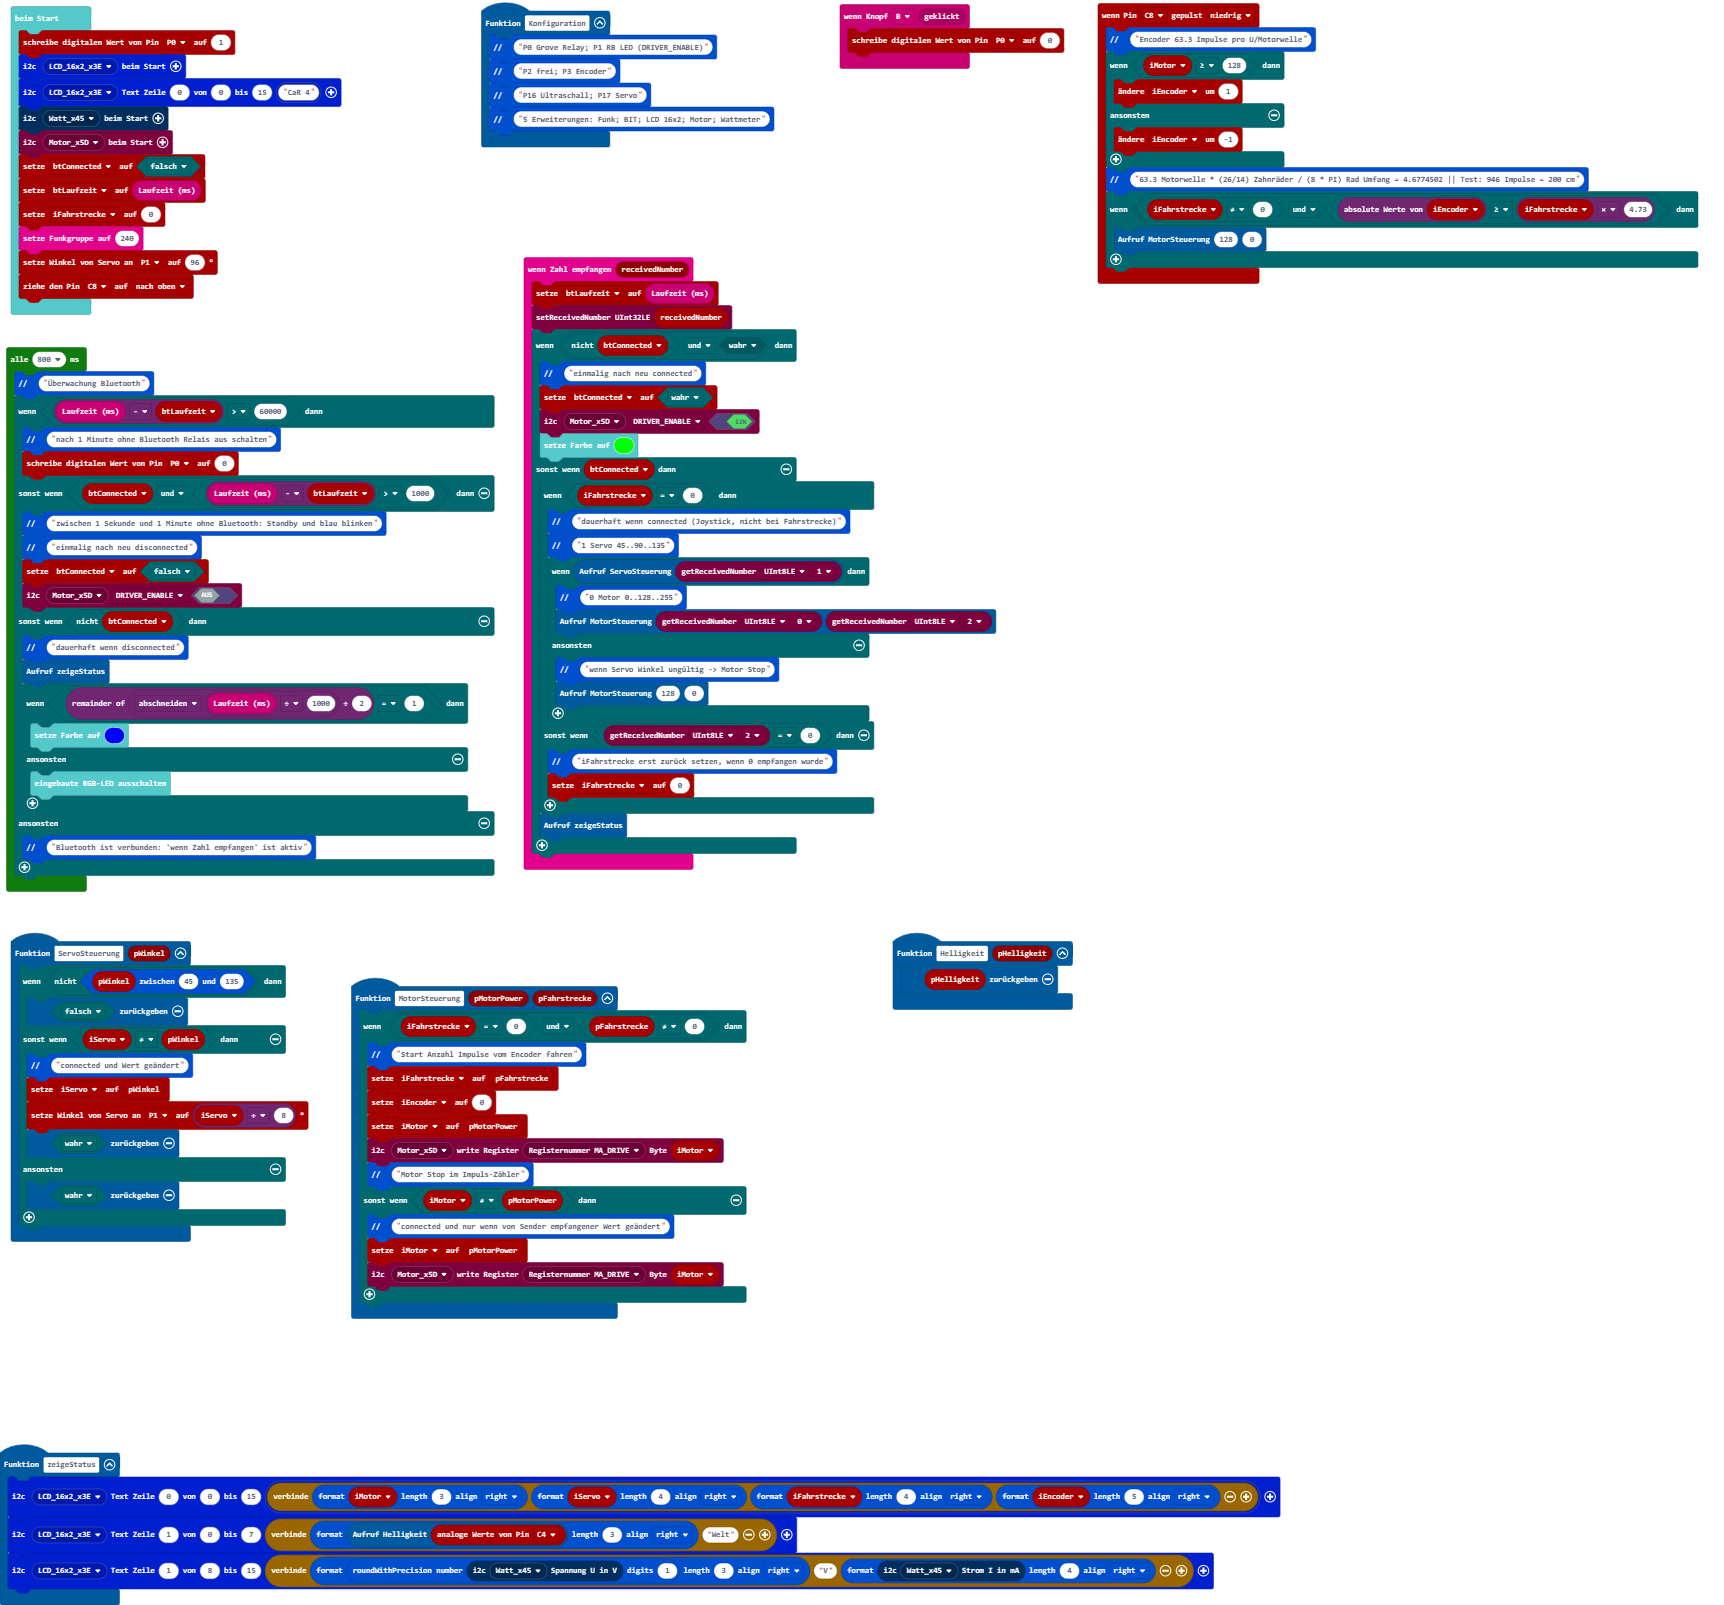 beim Start
schreibe digitalen Wert von Pin P0 auf 1
i2c LCD_16x2_x3E beim Start
i2c LCD_16x2_x3E Text Zeile 0 von 0 bis 15 "CaR 4"
i2c Watt_x45 beim Start
i2c Motor_x5D beim Start
setze btConnected auf falsch
setze btLaufzeit auf Laufzeit (ms)
setze iFahrstrecke auf 0
setze Funkgruppe auf 240
setze Winkel von Servo an P1 auf 96 °
ziehe den Pin C8 auf nach oben
Funktion Konfiguration
// "P0 Grove Relay; P1 RB LED (DRIVER_ENABLE)"
// "P2 frei; P3 Encoder"
// "P16 Ultraschall; P17 Servo"
// "5 Erweiterungen: Funk; BIT; LCD 16x2; Motor; Wattmeter"
wenn Knopf B geklickt
schreibe digitalen Wert von Pin P0 auf 0
wenn Pin C8 gepulst niedrig
// "Encoder 63.3 Impulse pro U/Motorwelle"
wenn iMotor ≥ 128 dann
ändere iEncoder um 1
ansonsten
ändere iEncoder um -1
// "63.3 Motorwelle * (26/14) Zahnräder / (8 * PI) Rad Umfang = 4.6774502 || Test: 946 Impulse = 200 cm"
wenn iFahrstrecke ≠ 0 und absolute Werte von iEncoder ≥ iFahrstrecke × 4.73 dann
Aufruf MotorSteuerung 128 0
alle 800 ms
// "Überwachung Bluetooth"
wenn Laufzeit (ms) - btLaufzeit > 60000 dann
// "nach 1 Minute ohne Bluetooth Relais aus schalten"
schreibe digitalen Wert von Pin P0 auf 0
sonst wenn btConnected und Laufzeit (ms) - btLaufzeit > 1000 dann
// "zwischen 1 Sekunde und 1 Minute ohne Bluetooth: Standby und blau blinken"
// "einmalig nach neu disconnected"
setze btConnected auf falsch
i2c Motor_x5D DRIVER_ENABLE AUS
sonst wenn nicht btConnected dann
// "dauerhaft wenn disconnected"
Aufruf zeigeStatus
wenn remainder of abschneiden Laufzeit (ms) ÷ 1000 ÷ 2 = 1 dann
setze Farbe auf
ansonsten
eingebaute RGB-LED ausschalten
ansonsten
// "Bluetooth ist verbunden: 'wenn Zahl empfangen' ist aktiv"
wenn Zahl empfangen receivedNumber
setze btLaufzeit auf Laufzeit (ms)
setReceivedNumber UInt32LE receivedNumber
wenn nicht btConnected und wahr dann
// "einmalig nach neu connected"
setze btConnected auf wahr
i2c Motor_x5D DRIVER_ENABLE EIN
setze Farbe auf
sonst wenn btConnected dann
wenn iFahrstrecke = 0 dann
// "dauerhaft wenn connected (Joystick, nicht bei Fahrstrecke)"
// "1 Servo 45..90..135"
wenn Aufruf ServoSteuerung getReceivedNumber UInt8LE 1 dann
// "0 Motor 0..128..255"
Aufruf MotorSteuerung getReceivedNumber UInt8LE 0 getReceivedNumber UInt8LE 2
ansonsten
// "wenn Servo Winkel ungültig -> Motor Stop"
Aufruf MotorSteuerung 128 0
sonst wenn getReceivedNumber UInt8LE 2 = 0 dann
// "iFahrstrecke erst zurück setzen, wenn 0 empfangen wurde"
setze iFahrstrecke auf 0
Aufruf zeigeStatus
Funktion ServoSteuerung pWinkel
wenn nicht pWinkel zwischen 45 und 135 dann
falsch zurückgeben
sonst wenn iServo ≠ pWinkel dann
// "connected und Wert geändert"
setze iServo auf pWinkel
setze Winkel von Servo an P1 auf iServo + 8 °
wahr zurückgeben
ansonsten
wahr zurückgeben
Funktion MotorSteuerung pMotorPower pFahrstrecke
wenn iFahrstrecke = 0 und pFahrstrecke ≠ 0 dann
// "Start Anzahl Impulse vom Encoder fahren"
setze iFahrstrecke auf pFahrstrecke
setze iEncoder auf 0
setze iMotor auf pMotorPower
i2c Motor_x5D write Register Registernummer MA_DRIVE Byte iMotor
// "Motor Stop im Impuls-Zähler"
sonst wenn iMotor ≠ pMotorPower dann
// "connected und nur wenn von Sender empfangener Wert geändert"
setze iMotor auf pMotorPower
i2c Motor_x5D write Register Registernummer MA_DRIVE Byte iMotor
Funktion Helligkeit pHelligkeit
pHelligkeit zurückgeben
Funktion zeigeStatus
i2c LCD_16x2_x3E Text Zeile 0 von 0 bis 15 verbinde format iMotor length 3 align right format iServo length 4 align right format iFahrstrecke length 4 align right format iEncoder length 5 align right
i2c LCD_16x2_x3E Text Zeile 1 von 0 bis 7 verbinde format Aufruf Helligkeit analoge Werte von Pin C4 length 3 align right "Welt"
i2c LCD_16x2_x3E Text Zeile 1 von 8 bis 15 verbinde format roundWithPrecision number i2c Watt_x45 Spannung U in V digits 1 length 3 align right "V" format i2c Watt_x45 Strom I in mA length 4 align right